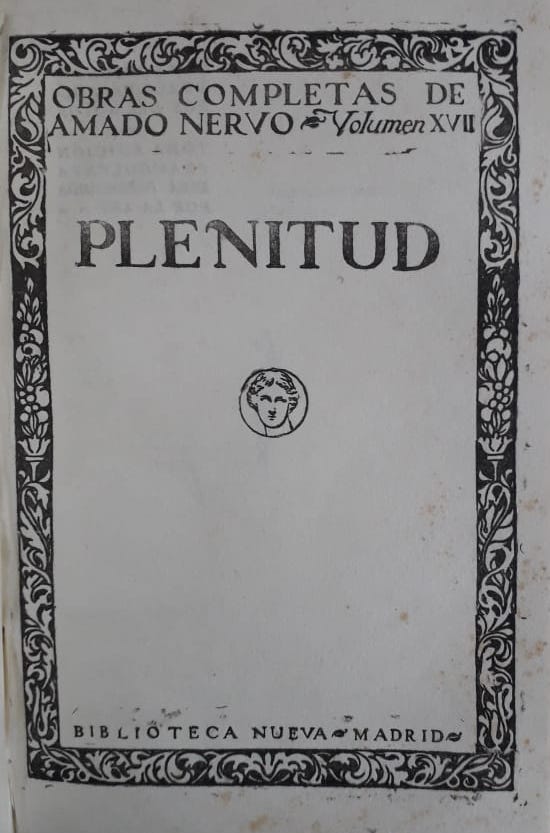 OBRAS COMPLETAS DE
AMADO NERVO Volumen XVII
PLENITUD
BIBLIOTECA NUEVA MADRID